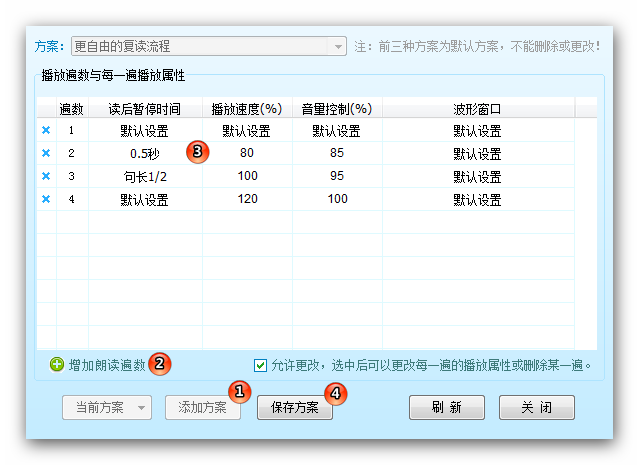 方案： 更自由的复读流程 注：前三种方案为默认方案，不能删除或更改！
播放遍数与每一遍播放属性
遍数 读后暂停时间 播放速度(%) 音量控制(%) 波形窗口
1 默认设置 默认设置 默认设置 默认设置
2 0.5秒 3 80 85 默认设置
3 句长1/2 100 95 默认设置
4 默认设置 120 100 默认设置
增加朗读遍数 2 允许更改，选中后可以更改每一遍的播放属性或删除某一遍。
当前方案 添加方案 1 保存方案 4 刷 新 关 闭